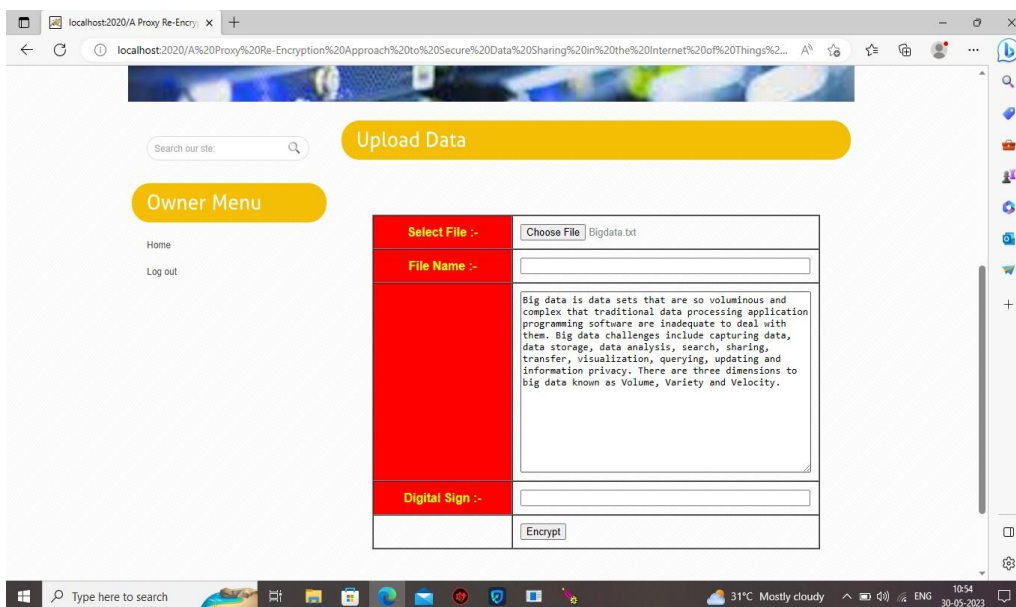 localhost:2020/A Proxy Re-Encry
localhost:2020/A%20Proxy%20Re-Encryption%20Approach%20to%20Secure%20Data%20Sharing%20in%20the%20Internet%20of%20Things%2...
Search our ste:
Upload Data
Owner Menu
Home
Log out
Select File :-
Choose File Bigdata.txt
File Name :-
Big data is data sets that are so voluminous and
complex that traditional data processing application
programming software are inadequate to deal with
them. Big data challenges include capturing data,
data storage, data analysis, search, sharing,
transfer, visualization, querying, updating and
information privacy. There are three dimensions to
big data known as Volume, Variety and Velocity.
Digital Sign :-
Encrypt
Type here to search
31°C Mostly cloudy
ENG
10:54
30-05-2023